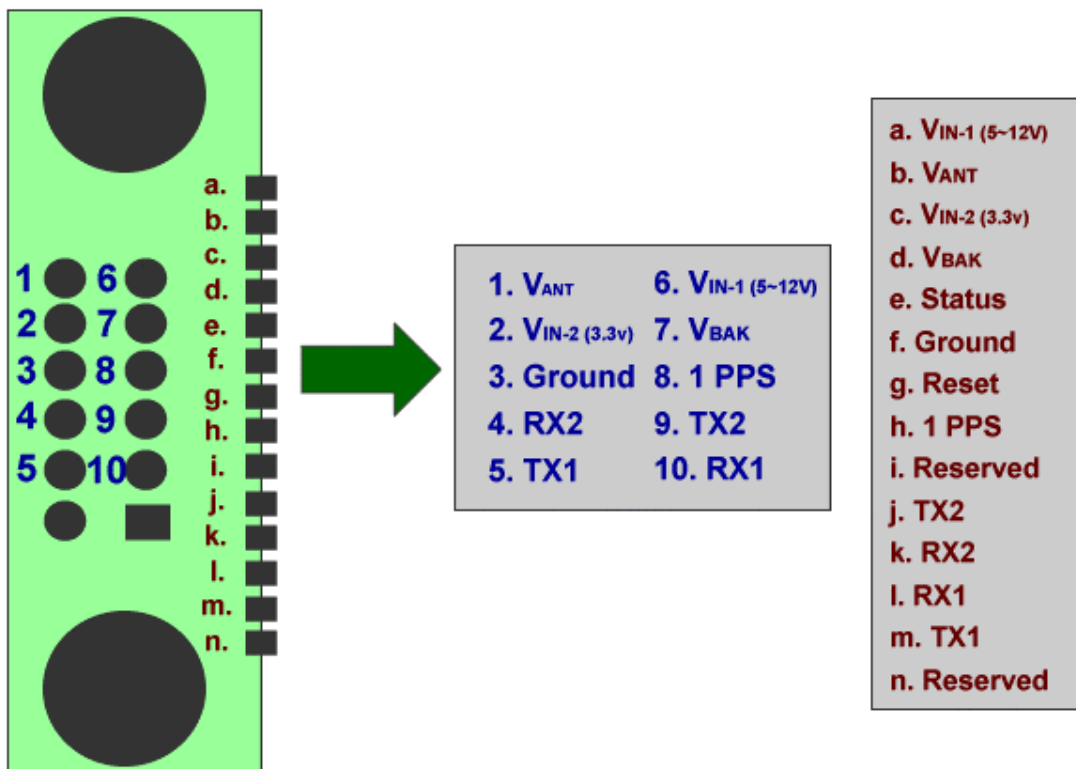 a.
b.
c.
1 6 d.
2 7 e.
3 8 f.
g.
4 9 h.
5 10 i.
j.
k.
l.
m.
n.
1. VANT 6. VIN-1 (5~12V)
2. VIN-2 (3.3v) 7. VBAK
3. Ground 8. 1 PPS
4. RX2 9. TX2
5. TX1 10. RX1
a. VIN-1 (5~12V)
b. VANT
c. VIN-2 (3.3v)
d. VBAK
e. Status
f. Ground
g. Reset
h. 1 PPS
i. Reserved
j. TX2
k. RX2
l. RX1
m. TX1
n. Reserved